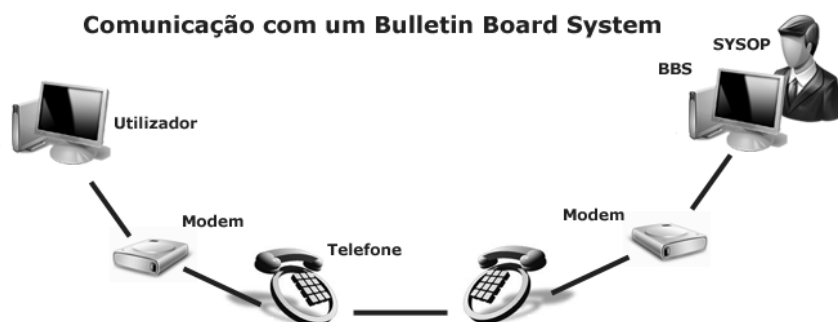 Comunicação com um Bulletin Board System
SYSOP
BBS
Utilizador
Modem
Modem
Telefone